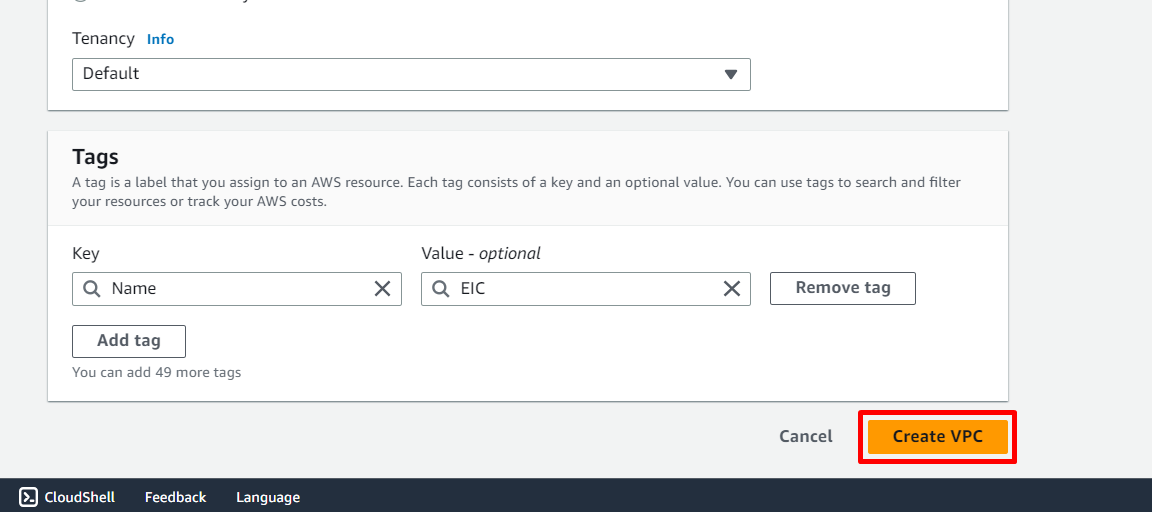 Tenancy Info
Default
Tags
A tag is a label that you assign to an AWS resource. Each tag consists of a key and an optional value. You can use tags to search and filter
your resources or track your AWS costs.
Key Value - optional
Name EIC Remove tag
Add tag
You can add 49 more tags
Cancel Create VPC
CloudShell Feedback Language